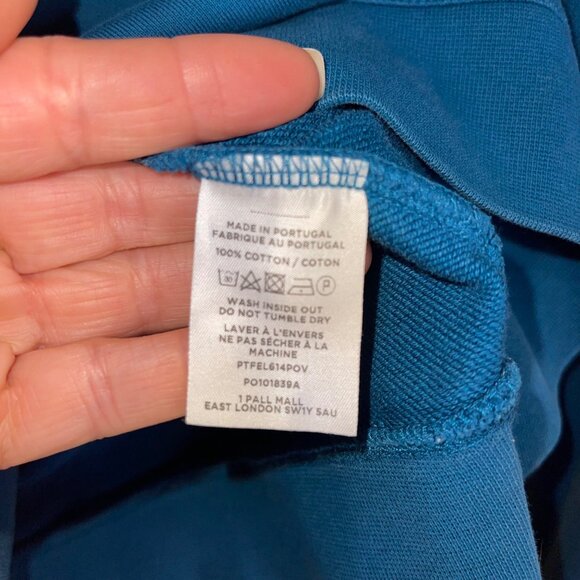 MADE IN PORTUGAL
FABRIQUE AU PORTUGAL
100% COTTON / COTON
WASH INSIDE OUT
DO NOT TUMBLE DRY
LAVER À L'ENVERS
NE PAS SÉCHER À LA
MACHINE
PTFEL614POV
PO101839A
1 PALL MALL
EAST LONDON SW1Y 5AU